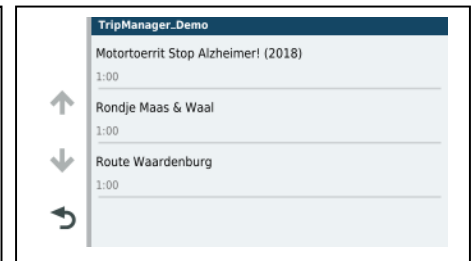 TripManager_Demo
Motortoerrit Stop Alzheimer! (2018)
1:00
Rondje Maas & Waal
1:00
Route Waardenburg
1:00